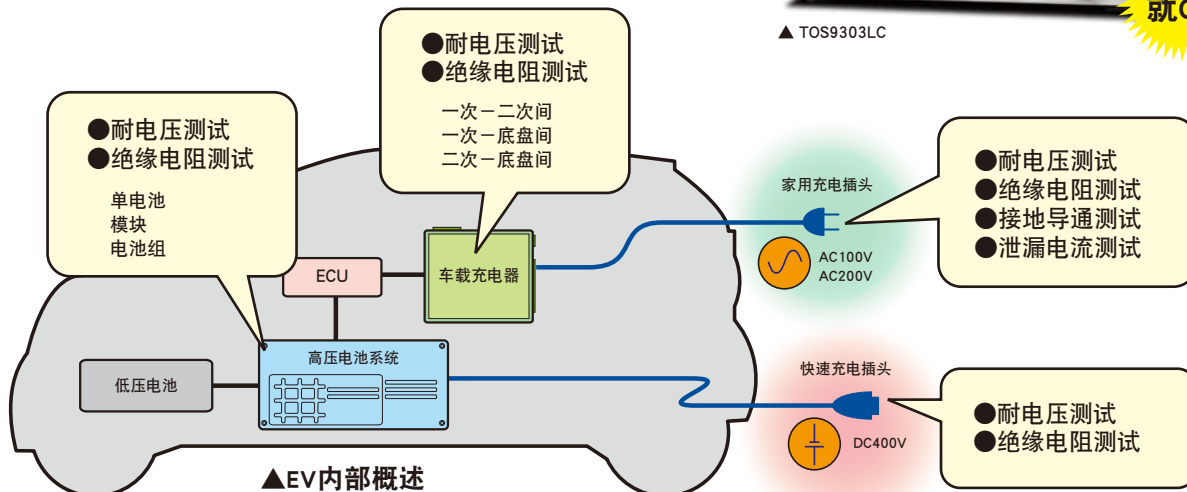 就
▲ TOS9303LC
●耐电压测试
●绝缘电阻测试
一次－二次间
一次－底盘间
二次－底盘间
●耐电压测试
●绝缘电阻测试
单电池
模块
电池组
家用充电插头
AC100V
AC200V
●耐电压测试
●绝缘电阻测试
●接地导通测试
●泄漏电流测试
ECU
车载充电器
高压电池系统
低压电池
快速充电插头
DC400V
●耐电压测试
●绝缘电阻测试
▲EV内部概述